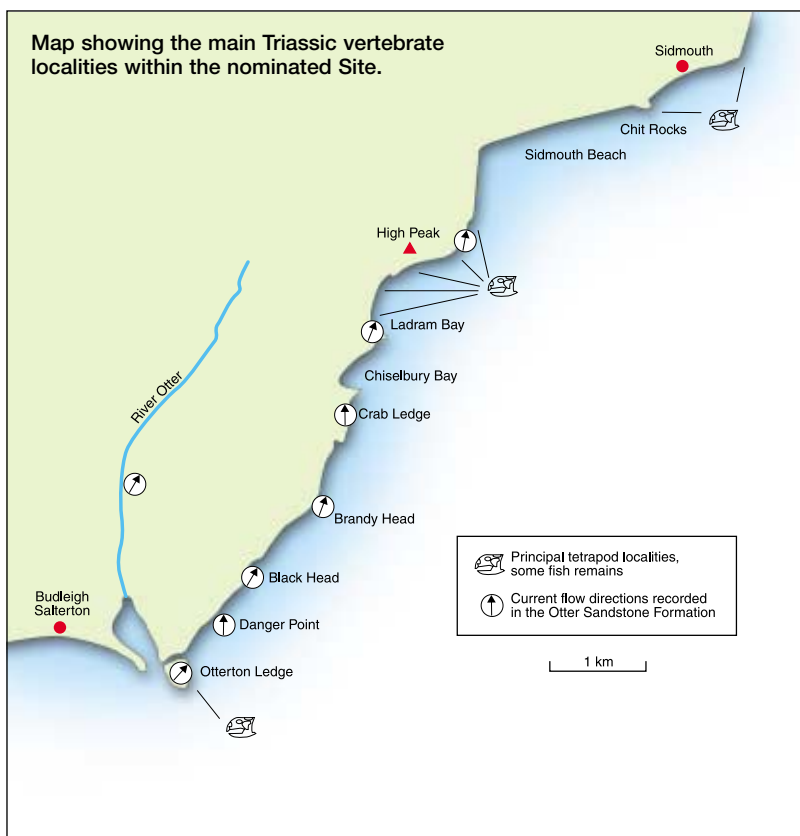 Map showing the main Triassic vertebrate
localities within the nominated Site.
Sidmouth
Chit Rocks
Sidmouth Beach
High Peak
Ladram Bay
Chiselbury Bay
Crab Ledge
River Otter
Brandy Head
Black Head
Budleigh
Salterton
Danger Point
Otterton Ledge
Principal tetrapod localities,
some fish remains
Current flow directions recorded
in the Otter Sandstone Formation
1 km